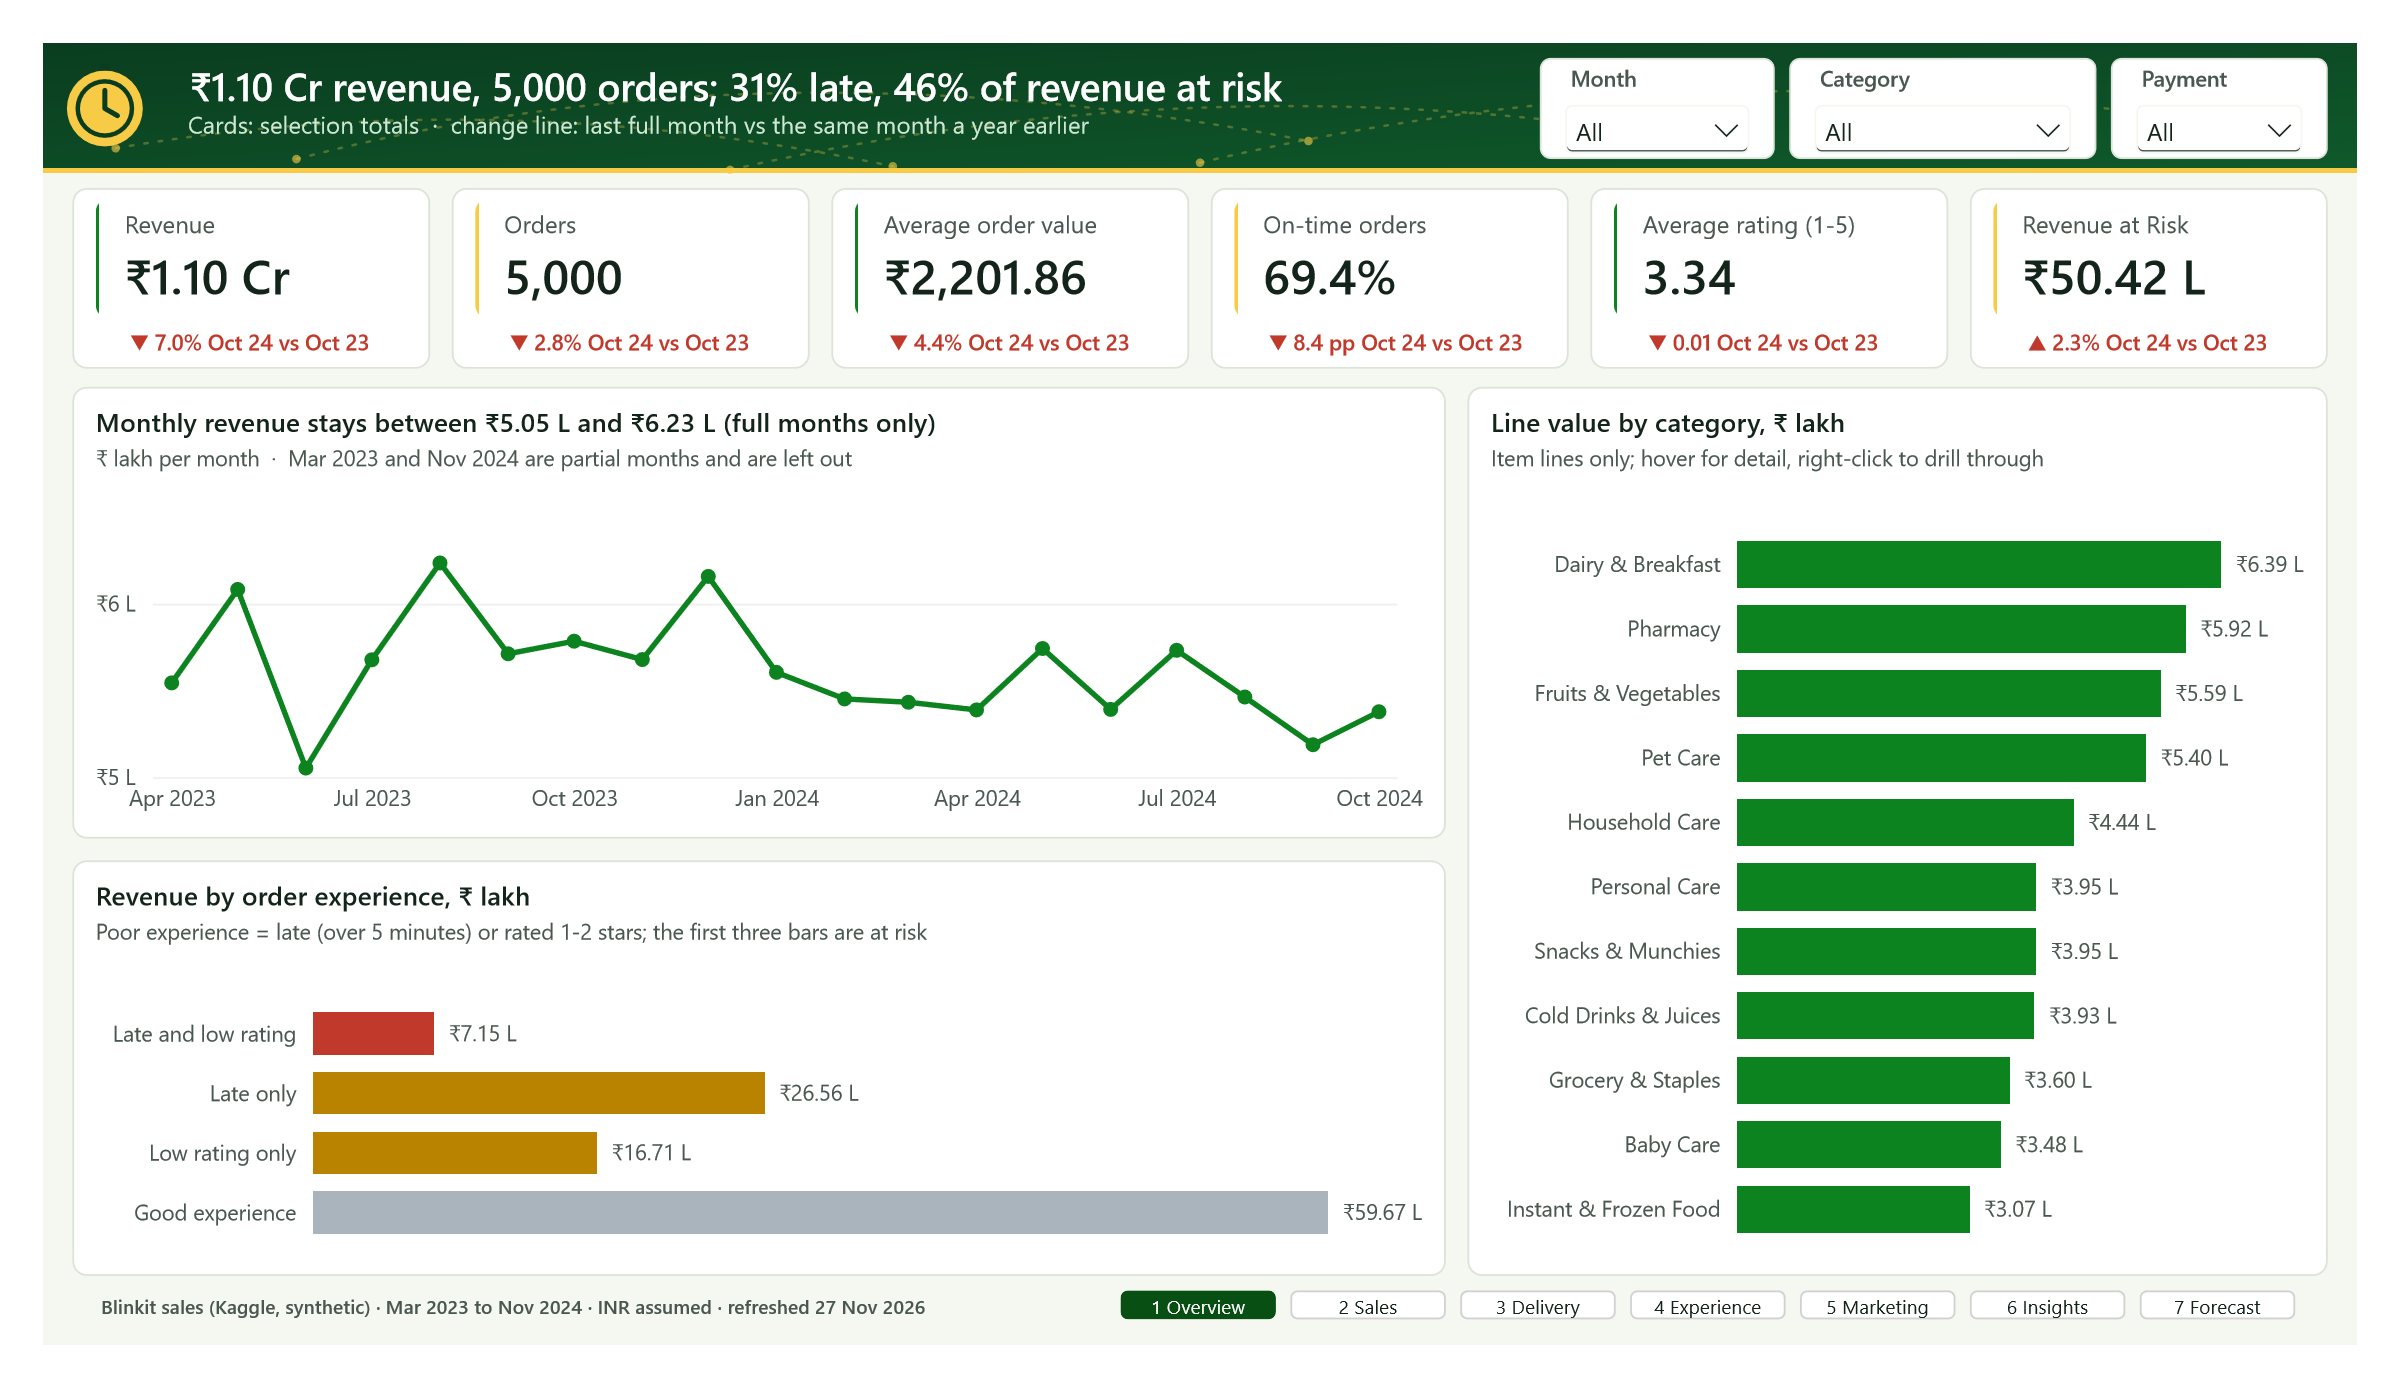 ₹1.10 Cr revenue, 5,000 orders; 31% late, 46% of revenue at risk
Cards: selection totals · change line: last full month vs the same month a year earlier
Month
All
Category
All
Payment
All
Revenue
₹1.10 Cr
▼ 7.0% Oct 24 vs Oct 23
Orders
5,000
▼ 2.8% Oct 24 vs Oct 23
Average order value
₹2,201.86
▼ 4.4% Oct 24 vs Oct 23
On-time orders
69.4%
▼ 8.4 pp Oct 24 vs Oct 23
Average rating (1-5)
3.34
▼ 0.01 Oct 24 vs Oct 23
Revenue at Risk
₹50.42 L
▲ 2.3% Oct 24 vs Oct 23
Monthly revenue stays between ₹5.05 L and ₹6.23 L (full months only)
₹ lakh per month · Mar 2023 and Nov 2024 are partial months and are left out
₹6 L
₹5 L
Apr 2023
Jul 2023
Oct 2023
Jan 2024
Apr 2024
Jul 2024
Oct 2024
Revenue by order experience, ₹ lakh
Poor experience = late (over 5 minutes) or rated 1-2 stars; the first three bars are at risk
Late and low rating ₹7.15 L
Late only ₹26.56 L
Low rating only ₹16.71 L
Good experience ₹59.67 L
Line value by category, ₹ lakh
Item lines only; hover for detail, right-click to drill through
Dairy & Breakfast ₹6.39 L
Pharmacy ₹5.92 L
Fruits & Vegetables ₹5.59 L
Pet Care ₹5.40 L
Household Care ₹4.44 L
Personal Care ₹3.95 L
Snacks & Munchies ₹3.95 L
Cold Drinks & Juices ₹3.93 L
Grocery & Staples ₹3.60 L
Baby Care ₹3.48 L
Instant & Frozen Food ₹3.07 L
Blinkit sales (Kaggle, synthetic) · Mar 2023 to Nov 2024 · INR assumed · refreshed 27 Nov 2026
1 Overview
2 Sales
3 Delivery
4 Experience
5 Marketing
6 Insights
7 Forecast